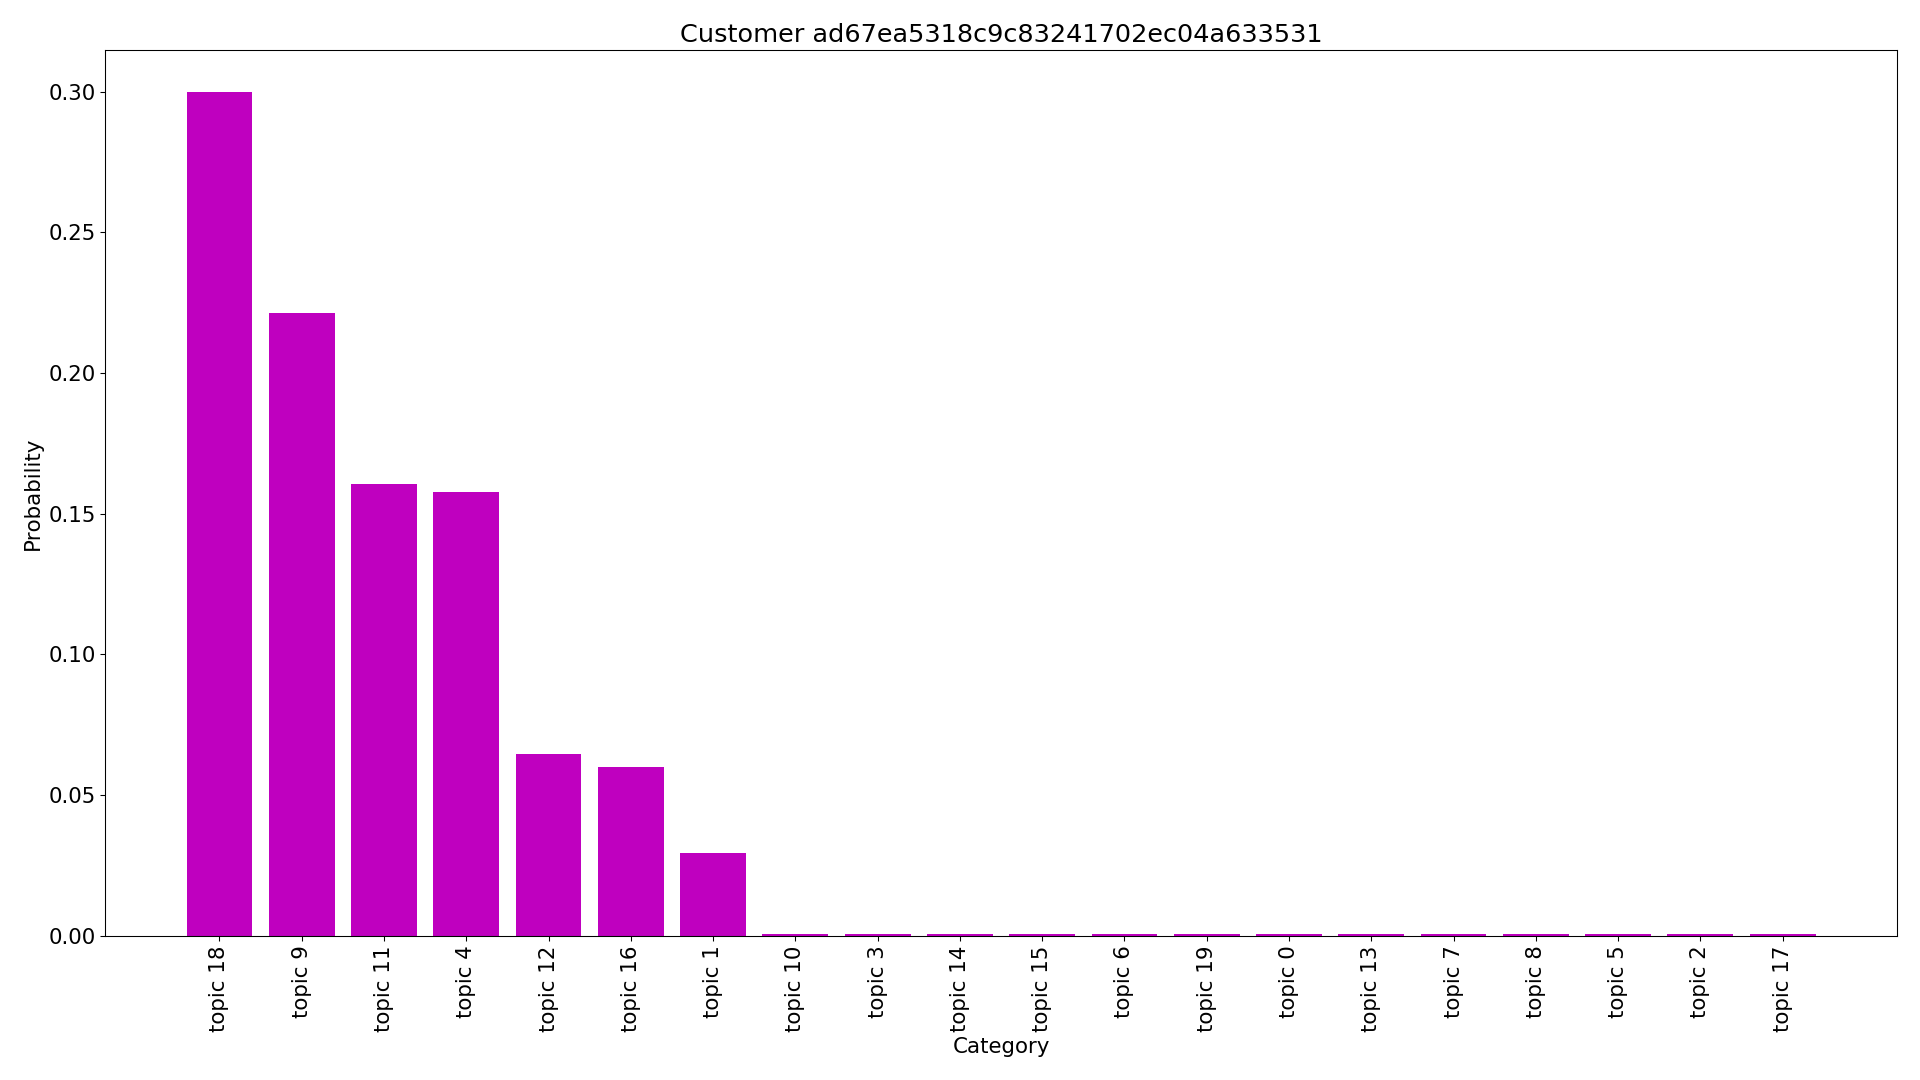 Customer ad67ea5318c9c83241702ec04a633531
0.30
0.25
0.20
0.15
0.10
0.05
0.00
Probability
topic 18
topic 9
topic 11
topic 4
topic 12
topic 16
topic 1
topic 10
topic 3
topic 14
topic 15
topic 6
topic 19
topic 0
topic 13
topic 7
topic 8
topic 5
topic 2
topic 17
Category